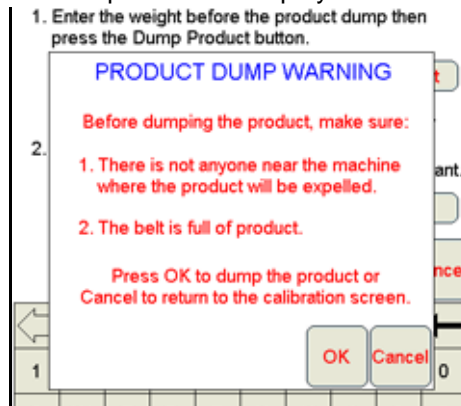 1. Enter the weight before the product dump then
press the Dump Product button.
PRODUCT DUMP WARNING
Before dumping the product, make sure:
2.
1. There is not anyone near the machine
where the product will be expelled.
2. The belt is full of product.
Press OK to dump the product or
Cancel to return to the calibration screen.
OK Cancel
1 0